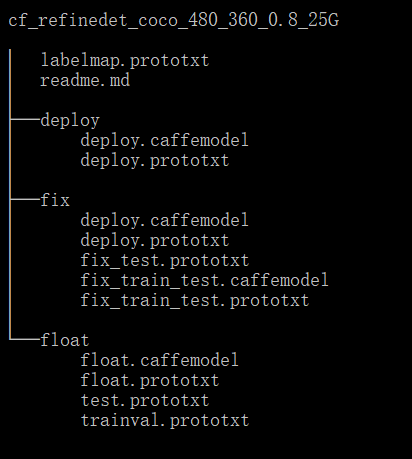 cf_refinedet_coco_480_360_0.8_25G
labelmap.prototxt
readme.md
deploy
deploy.caffemodel
deploy.prototxt
fix
deploy.caffemodel
deploy.prototxt
fix_test.prototxt
fix_train_test.caffemodel
fix_train_test.prototxt
float
float.caffemodel
float.prototxt
test.prototxt
trainval.prototxt